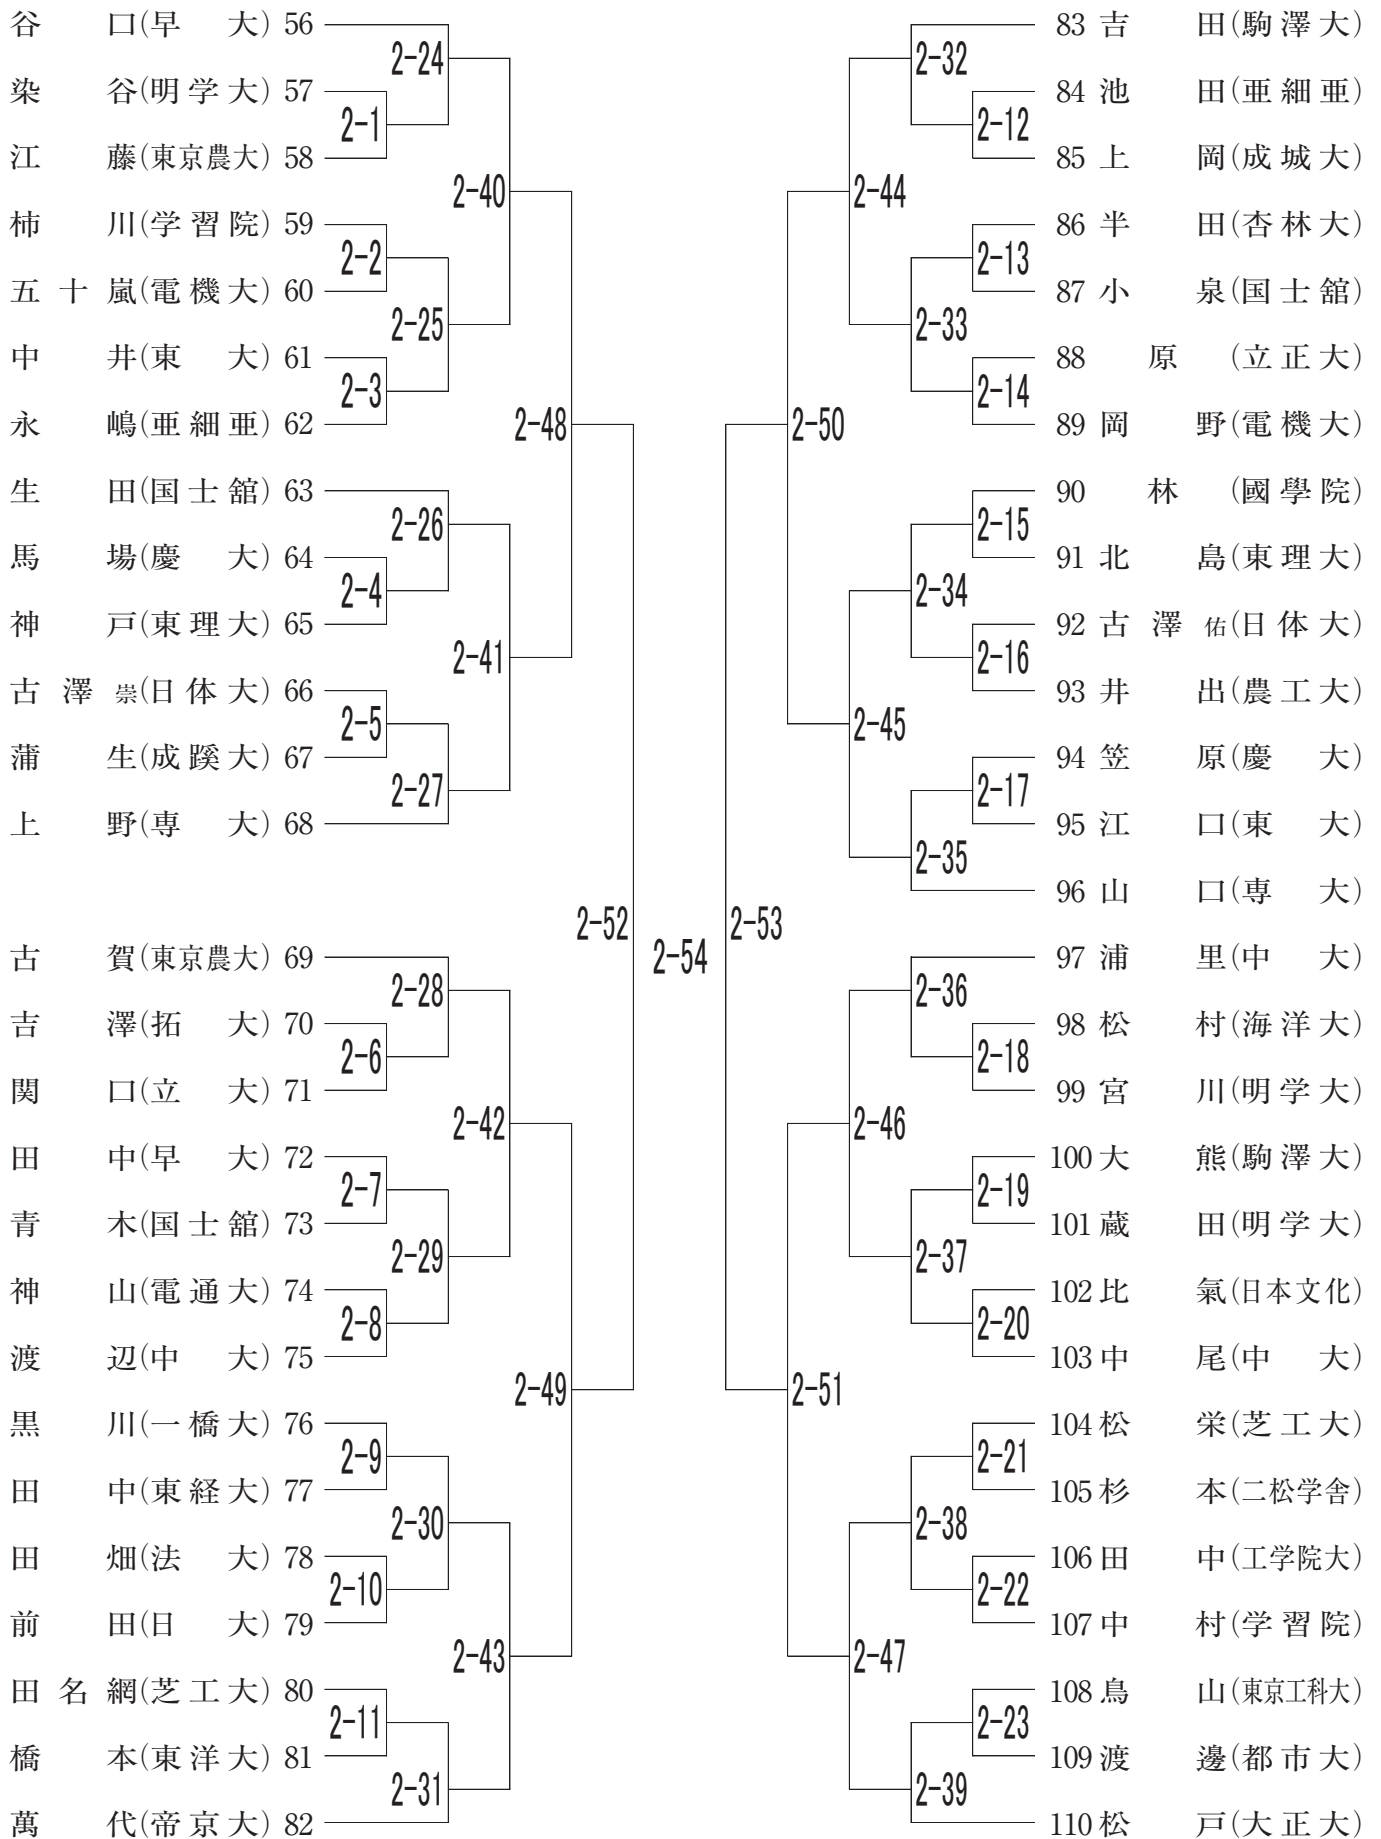 谷口(早大) 56
染谷(明学大) 57
江藤(東京農大) 58
柿川(学習院) 59
五十嵐(電機大) 60
中井(東大) 61
永嶋(亜細亜) 62
生田(国士舘) 63
馬場(慶大) 64
神戸(東理大) 65
古澤崇(日体大) 66
蒲生(成蹊大) 67
上野(専大) 68
古賀(東京農大) 69
吉澤(拓大) 70
関口(立大) 71
田中(早大) 72
青木(国士舘) 73
神山(電通大) 74
渡辺(中大) 75
黒川(一橋大) 76
田中(東経大) 77
田畑(法大) 78
前田(日大) 79
田名網(芝工大) 80
橋本(東洋大) 81
萬代(帝京大) 82
2-1
2-2
2-3
2-4
2-5
2-6
2-7
2-8
2-9
2-10
2-11
2-24
2-25
2-26
2-27
2-28
2-29
2-30
2-31
2-40
2-41
2-42
2-43
2-48
2-49
2-52
2-54
2-53
2-50
2-51
2-44
2-45
2-46
2-47
2-32
2-33
2-34
2-35
2-36
2-37
2-38
2-39
2-12
2-13
2-14
2-15
2-16
2-17
2-18
2-19
2-20
2-21
2-22
2-23
83 吉田(駒澤大)
84 池田(亜細亜)
85 上岡(成城大)
86 半田(杏林大)
87 小泉(国士舘)
88 原(立正大)
89 岡野(電機大)
90 林(國學院)
91 北島(東理大)
92 古澤佑(日体大)
93 井出(農工大)
94 笠原(慶大)
95 江口(東大)
96 山口(専大)
97 浦里(中大)
98 松村(海洋大)
99 宮川(明学大)
100 大熊(駒澤大)
101 蔵田(明学大)
102 比氣(日本文化)
103 中尾(中大)
104 松栄(芝工大)
105 杉本(二松学舎)
106 田中(工学院大)
107 中村(学習院)
108 鳥山(東京工科大)
109 渡邊(都市大)
110 松戸(大正大)